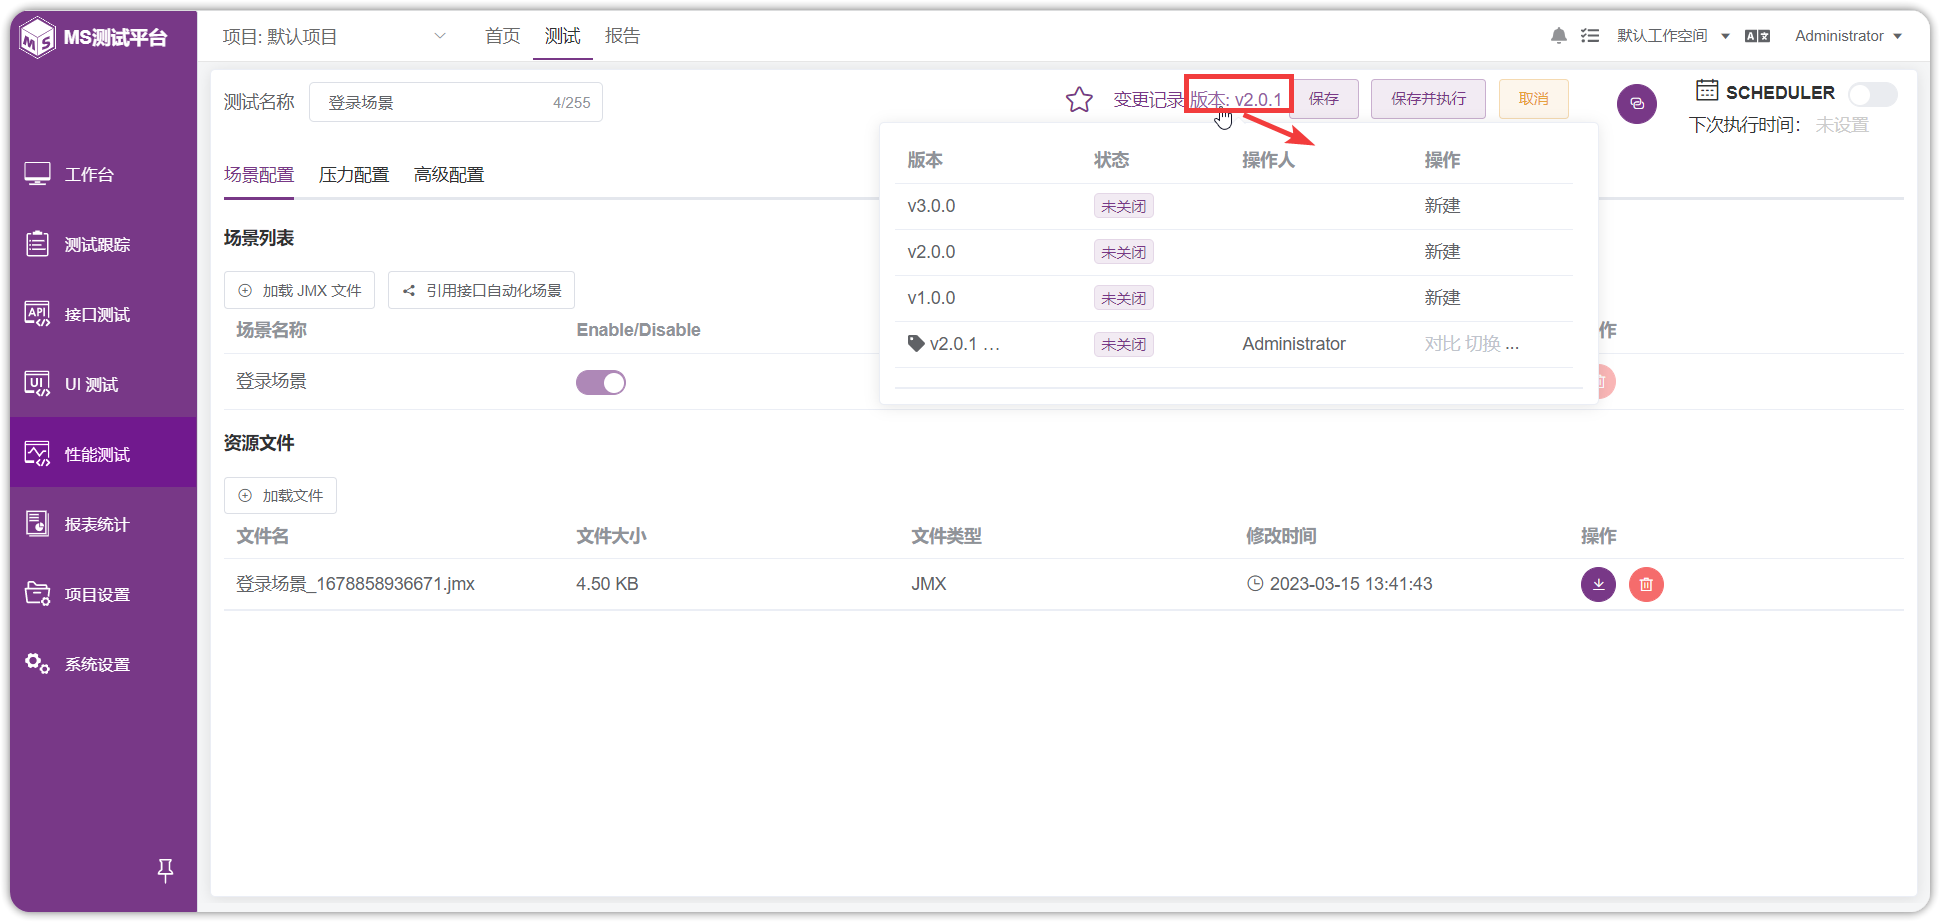 MS测试平台
项目: 默认项目
首页 测试 报告
默认工作空间
Administrator
工作台
测试跟踪
接口测试
UI 测试
性能测试
报表统计
项目设置
系统设置
测试名称 登录场景 4/255
变更记录 版本: v2.0.1 保存 保存并执行 取消
SCHEDULER
下次执行时间: 未设置
场景配置 压力配置 高级配置
版本 状态 操作人 操作
v3.0.0 未关闭 新建
v2.0.0 未关闭 新建
v1.0.0 未关闭 新建
v2.0.1 ... 未关闭 Administrator 对比 切换 ...
场景列表
加载 JMX 文件 引用接口自动化场景
场景名称 Enable/Disable 作
登录场景
资源文件
加载文件
文件名 文件大小 文件类型 修改时间 操作
登录场景_1678858936671.jmx 4.50 KB JMX 2023-03-15 13:41:43